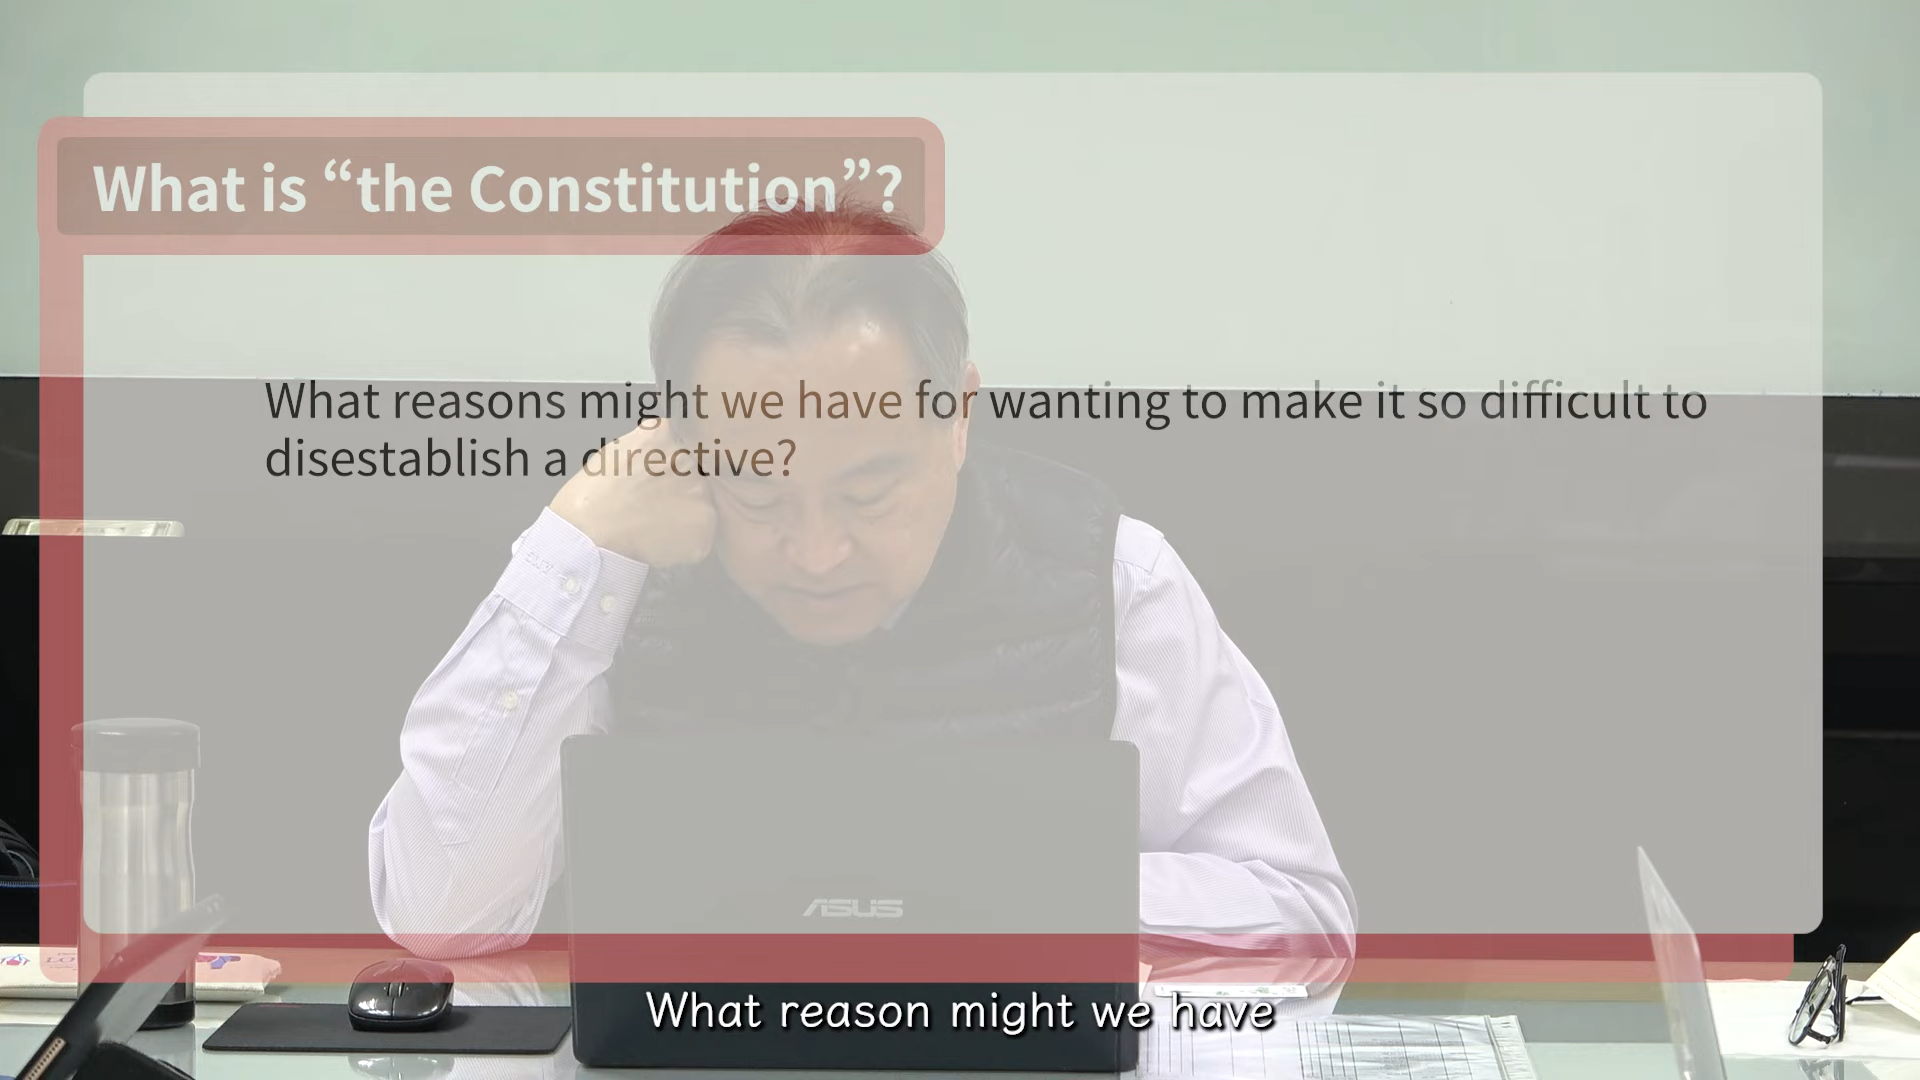 What is “the Constitution”?
What reasons might we have for wanting to make it so difficult to
disestablish a directive?
ASUS
What reason might we have